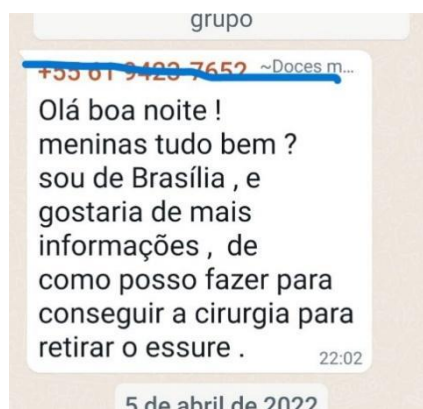 grupo
~Doces m...
Olá boa noite !
meninas tudo bem ?
sou de Brasília , e
gostaria de mais
informações , de
como posso fazer para
conseguir a cirurgia para
retirar o essure .
22:02
5 de abril de 2022